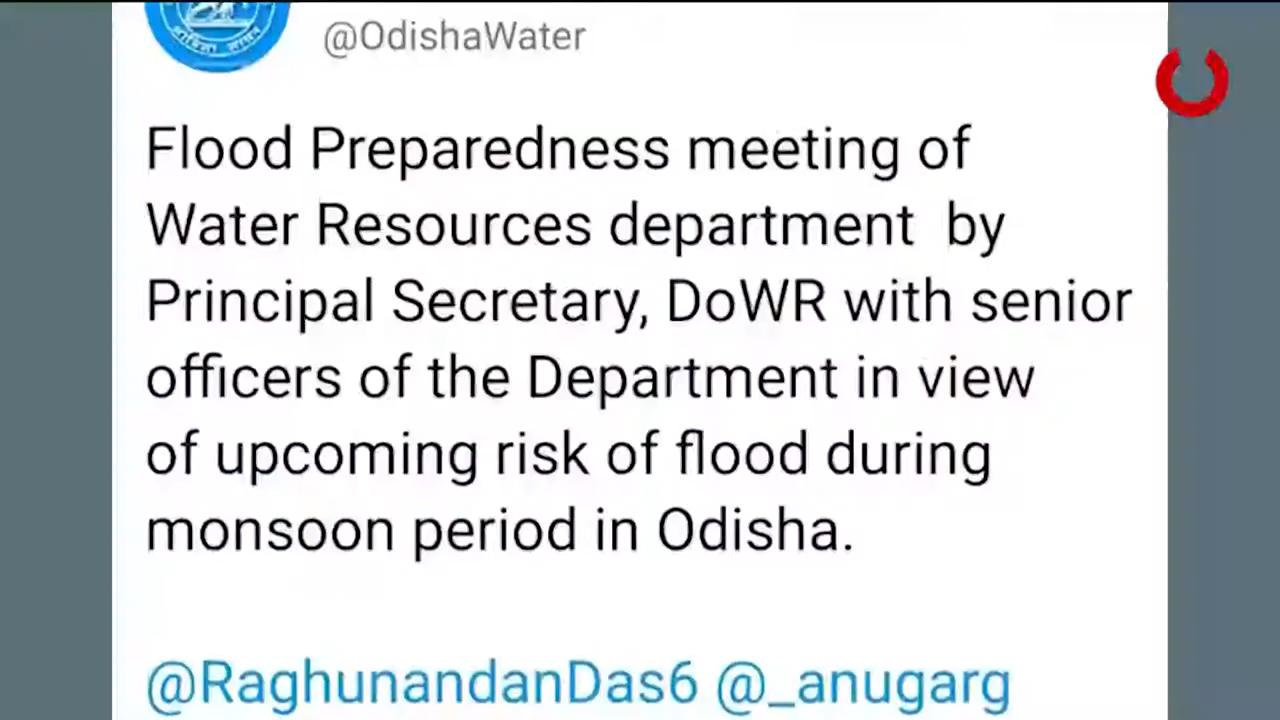 @OdishaWater
Flood Preparedness meeting of
Water Resources department by
Principal Secretary, DoWR with senior
officers of the Department in view
of upcoming risk of flood during
monsoon period in Odisha.
@RaghunandanDas6 @_anugarg